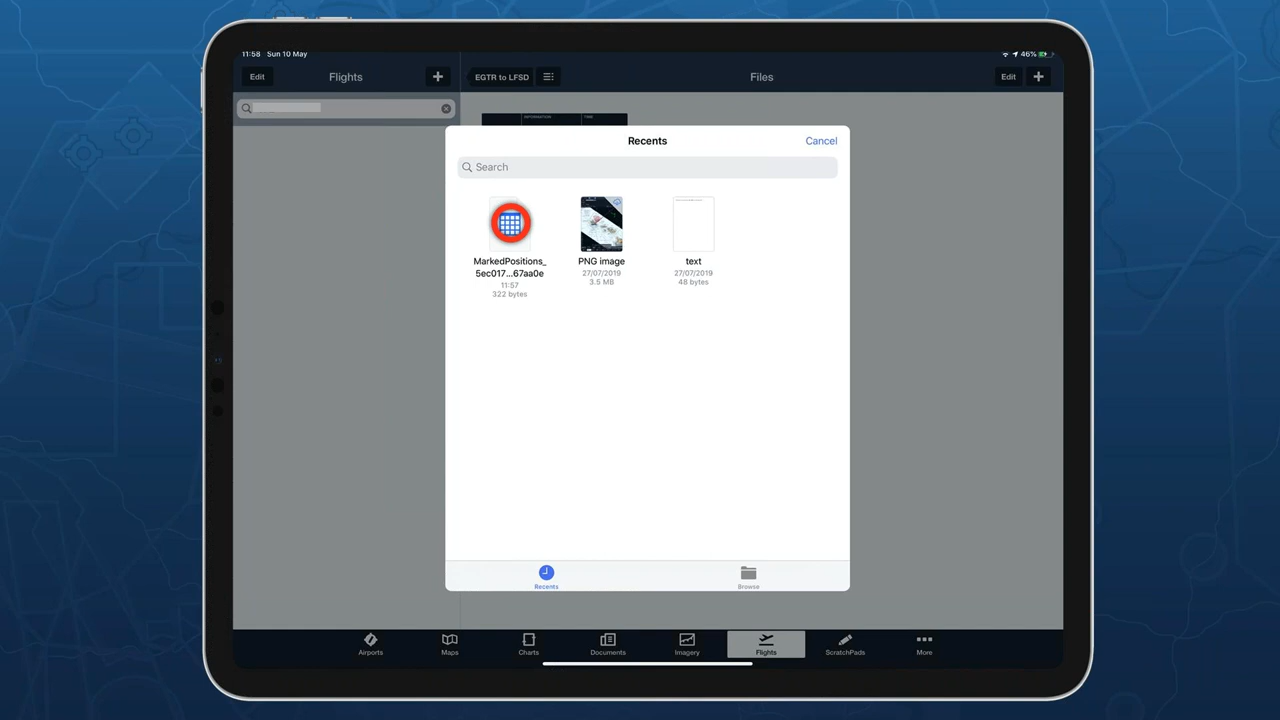 11:58 Sun 10 May
46%
Edit
Flights
EGTR to LFSD
Files
Edit
INFORMATION
TIME
Recents
Cancel
Search
MarkedPositions_
5ec017...67aa0e
11:57
322 bytes
PNG image
27/07/2019
3.5 MB
text
27/07/2019
48 bytes
Recents
Browse
Airports
Maps
Charts
Documents
Imagery
Flights
ScratchPads
More